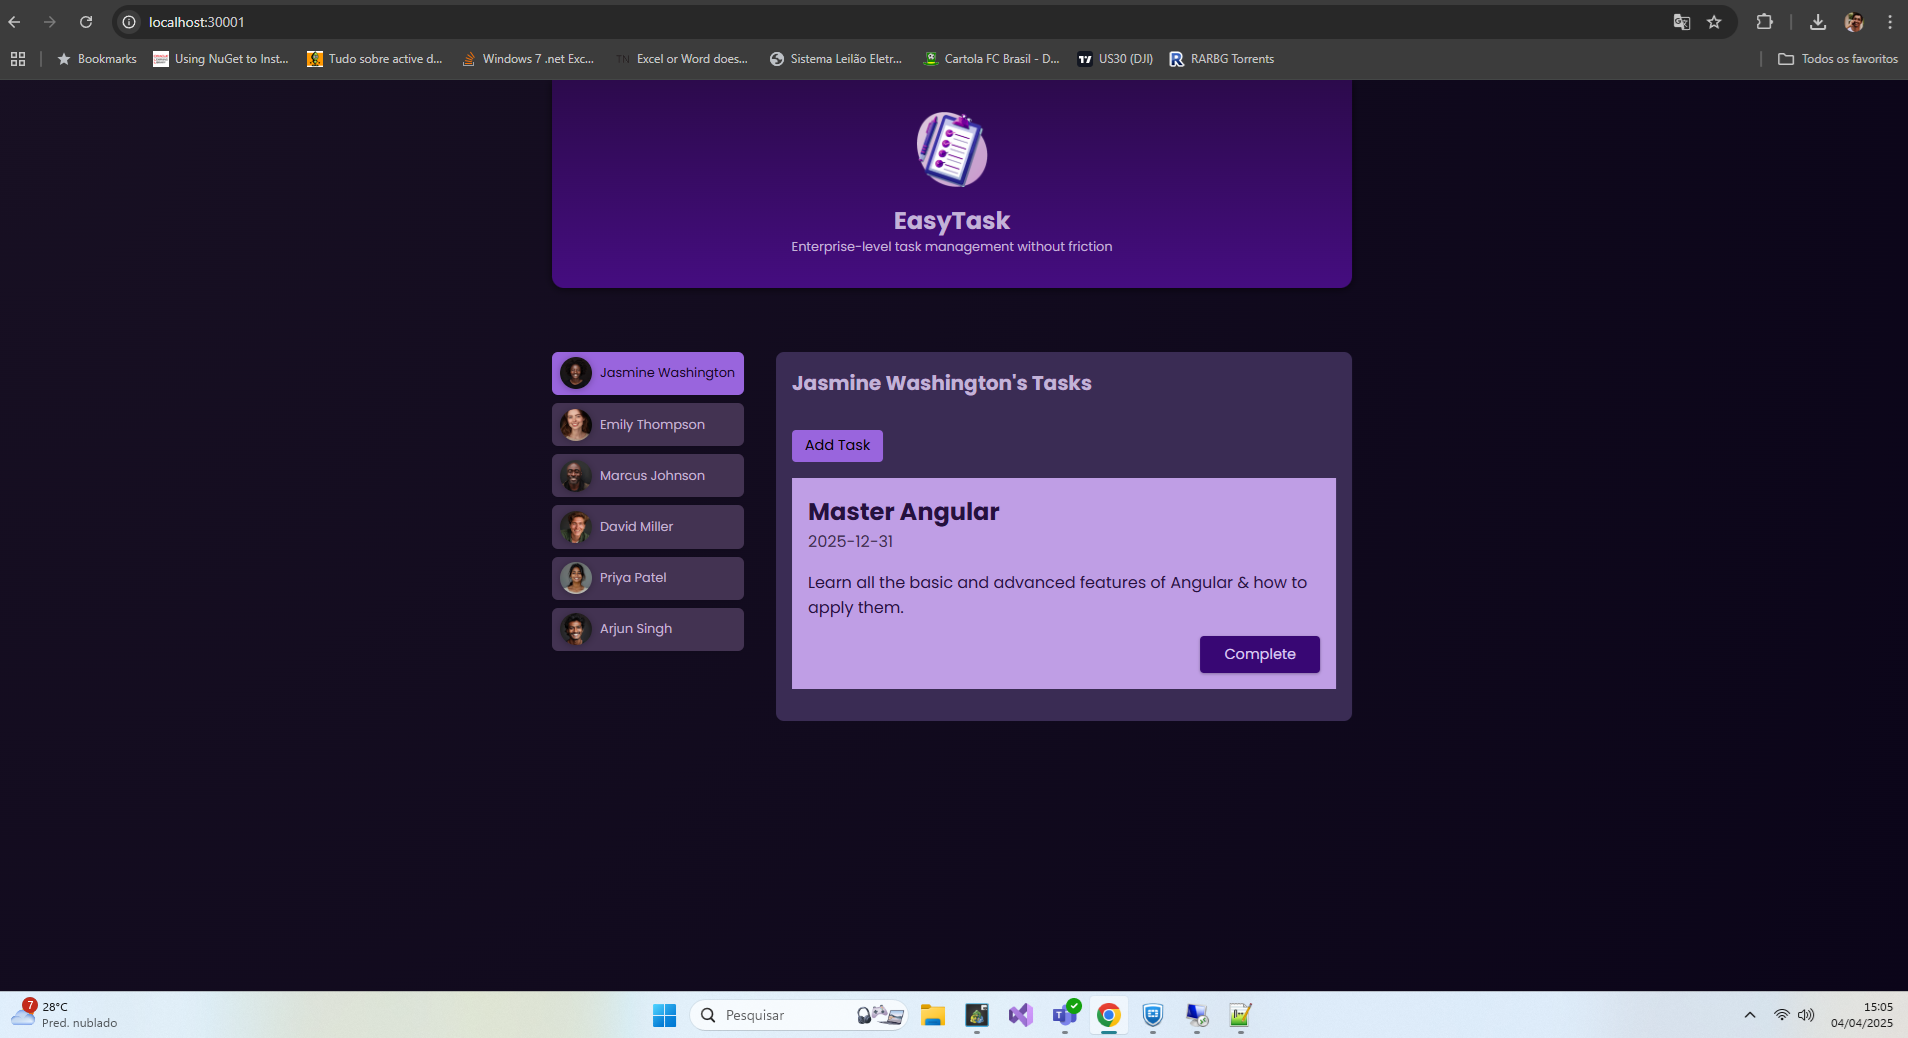 localhost:30001
Bookmarks
Using NuGet to Inst...
Tudo sobre active d...
Windows 7 .net Exc...
TN
Excel or Word does...
Sistema Leilão Eletr...
Cartola FC Brasil - D...
US30 (DJI)
RARBG Torrents
Todos os favoritos
EasyTask
Enterprise-level task management without friction
Jasmine Washington
Emily Thompson
Marcus Johnson
David Miller
Priya Patel
Arjun Singh
Jasmine Washington's Tasks
Add Task
Master Angular
2025-12-31
Learn all the basic and advanced features of Angular & how to
apply them.
Complete
7
28°C
Pred. nublado
Pesquisar
15:05
04/04/2025